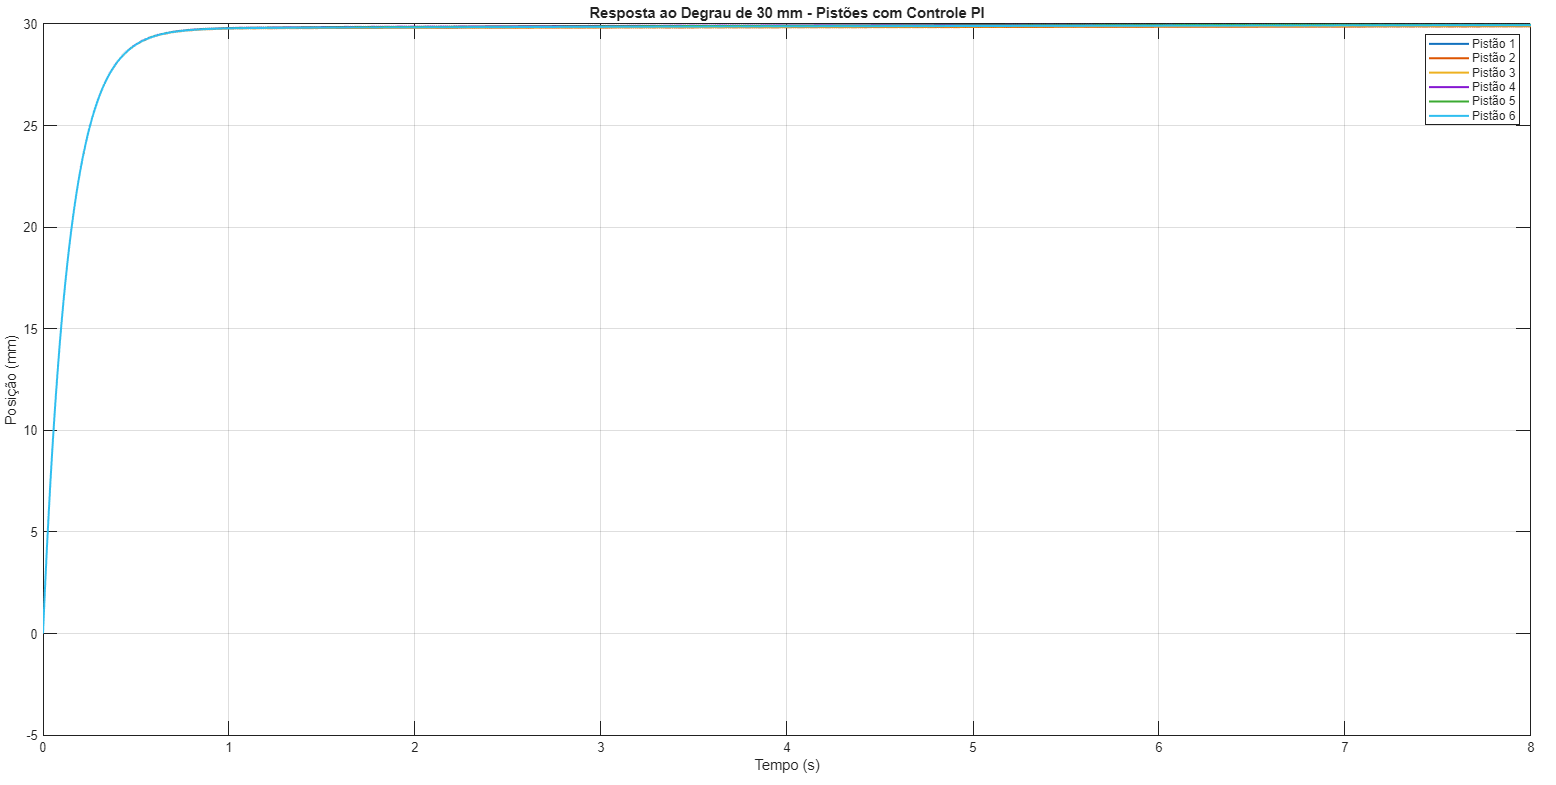 Resposta ao Degrau de 30 mm - Pistões com Controle PI
30
25
20
15
10
5
0
-5
Posição (mm)
Pistão 1
Pistão 2
Pistão 3
Pistão 4
Pistão 5
Pistão 6
0 1 2 3 4 5 6 7 8
Tempo (s)